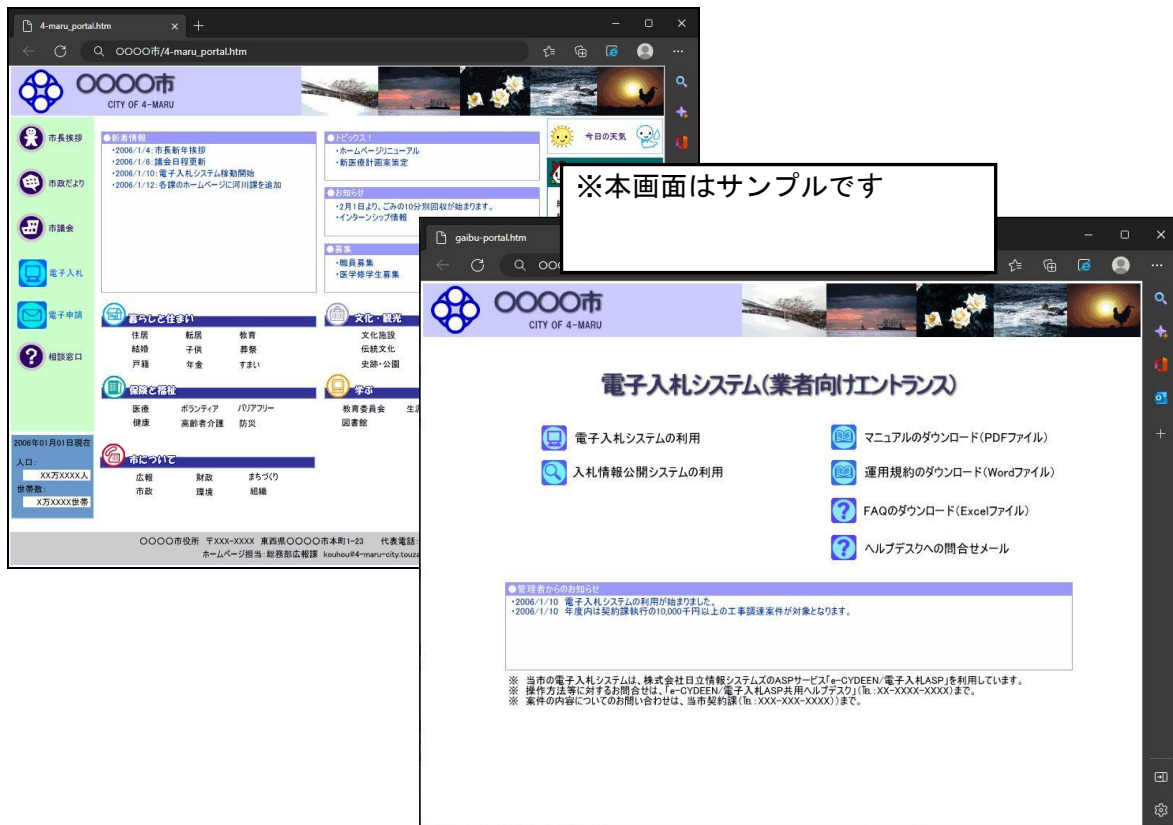 4-maru_portal.htm
〇〇〇〇市/4-maru_portal.htm
〇〇〇〇市
CITY OF 4-MARU
市長挨拶
市政だより
市議会
電子入札
電子申請
相談窓口
2006年01月01日現在
人口:
XX万XXXX人
世帯数:
X万XXXX世帯
●新着情報
・2006/1/4:市長新年挨拶
・2006/1/6:議会日程更新
・2006/1/10:電子入札システム稼動開始
・2006/1/12:各課のホームページに河川課を追加
●トピックス!
・ホームページリニューアル
・新医療計画案策定
●お知らせ
・2月1日より、ごみの10分別回収が始まります。
・インターンシップ情報
●募集
・職員募集
・医学修学生募集
今日の天気
暮らしと住まい
住居 転居 教育
結婚 子供 葬祭
戸籍 年金 すまい
文化・観光
文化施設
伝統文化
史跡・公園
保険と福祉
医療 ボランティア バリアフリー
健康 高齢者介護 防災
学ぶ
教育委員会
図書館
市について
広報 財政 まちづくり
市政 環境 組織
〇〇〇〇市役所 〒XXX-XXXX 東西県〇〇〇〇市本町1-23 代表電話:
ホームページ担当:総務部広報課 kouhou@4-maru-city.touza
※本画面はサンプルです
gaibu-portal.htm
〇〇〇〇市
CITY OF 4-MARU
電子入札システム(業者向けエントランス)
電子入札システムの利用
入札情報公開システムの利用
マニュアルのダウンロード(PDFファイル)
運用規約のダウンロード(Wordファイル)
FAQのダウンロード(Excelファイル)
ヘルプデスクへの問合せメール
●管理者からのお知らせ
・2006/1/10 電子入札システムの利用が始まりました。
・2006/1/10 年度内は契約課執行の10,000千円以上の工事調達案件が対象となります。
※ 当市の電子入札システムは、株式会社日立情報システムズのASPサービス「e-CYDEEN/電子入札ASP」を利用しています。
※ 操作方法等に対するお問合せは、「e-CYDEEN/電子入札ASP共用ヘルプデスク」(℡:XX-XXXX-XXXX)まで。
※ 案件の内容についてのお問い合わせは、当市契約課(℡:XXX-XXX-XXXX))まで。